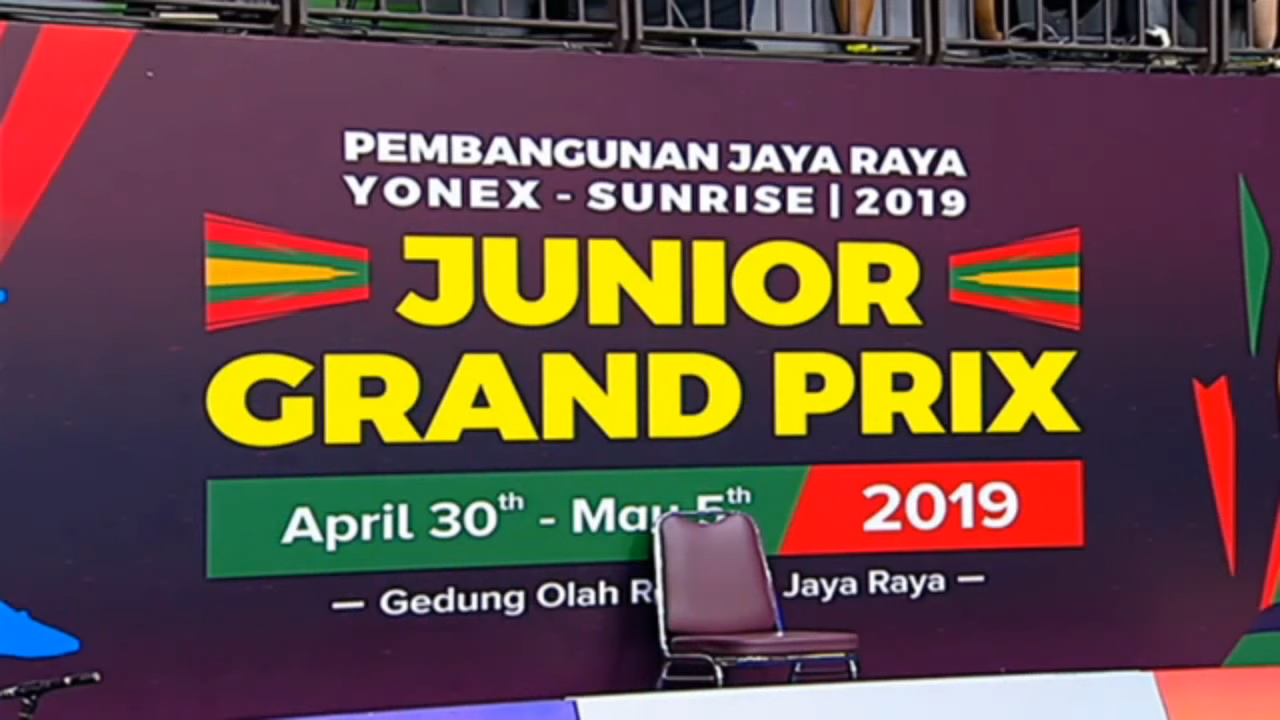 PEMBANGUNAN JAYA RAYA
YONEX - SUNRISE | 2019
JUNIOR
GRAND PRIX
April 30th - May 5th 2019
— Gedung Olah Jaya Raya —